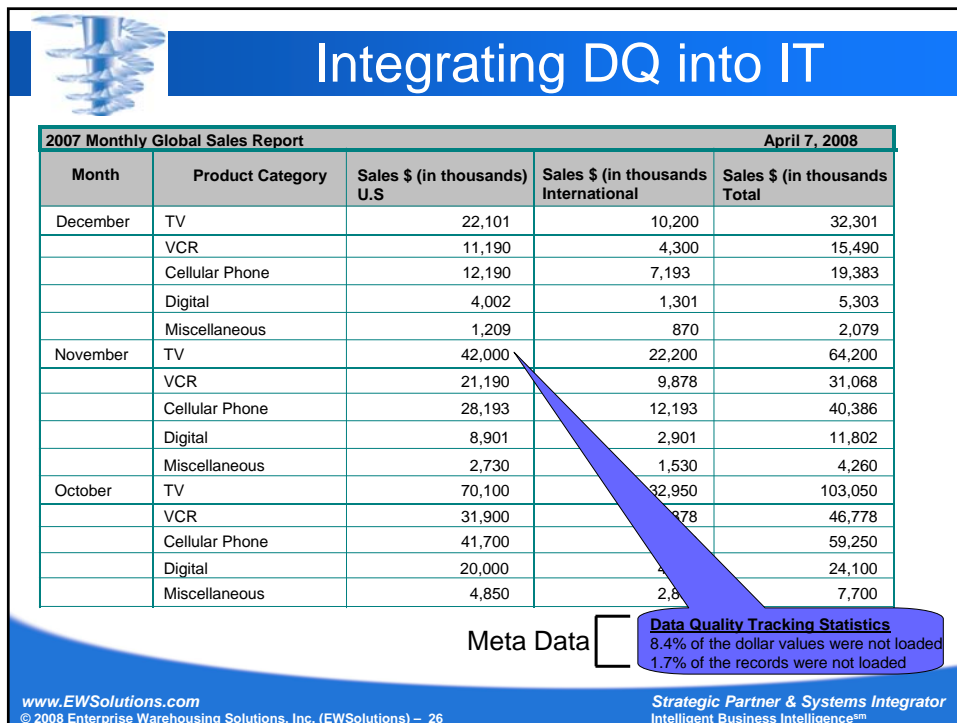 Integrating DQ into IT
2007 Monthly Global Sales Report April 7, 2008
Month Product Category Sales $ (in thousands) U.S Sales $ (in thousands International Sales $ (in thousands Total
December TV 22,101 10,200 32,301
VCR 11,190 4,300 15,490
Cellular Phone 12,190 7,193 19,383
Digital 4,002 1,301 5,303
Miscellaneous 1,209 870 2,079
November TV 42,000 22,200 64,200
VCR 21,190 9,878 31,068
Cellular Phone 28,193 12,193 40,386
Digital 8,901 2,901 11,802
Miscellaneous 2,730 1,530 4,260
October TV 70,100 32,950 103,050
VCR 31,900 46,778
Cellular Phone 41,700 59,250
Digital 20,000 24,100
Miscellaneous 4,850 7,700
Meta Data
Data Quality Tracking Statistics
8.4% of the dollar values were not loaded
1.7% of the records were not loaded
www.EWSolutions.com Strategic Partner & Systems Integrator
© 2008 Enterprise Warehousing Solutions, Inc. (EWSolutions) – 26 Intelligent Business Intelligence℠